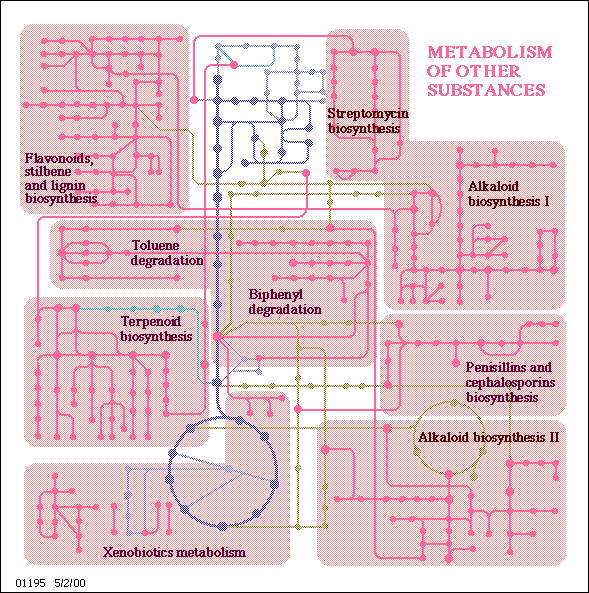 METABOLISM
OF OTHER
SUBSTANCES
Streptomycin
biosynthesis
Flavonoids,
stilbene
and lignin
biosynthesis
Alkaloid
biosynthesis I
Toluene
degradation
Biphenyl
degradation
Terpenoid
biosynthesis
Penisillins and
cephalosporins
biosynthesis
Alkaloid biosynthesis II
Xenobiotics metabolism
01195 5/2/00